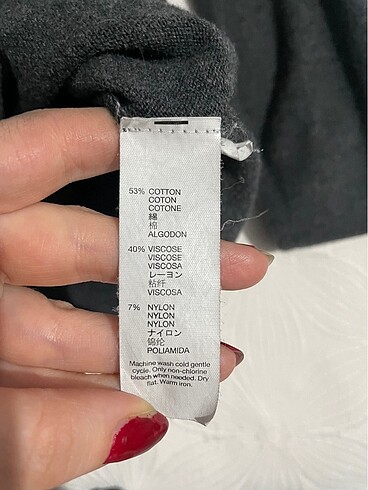 53% COTTON
COTON
COTONE
綿
棉
ALGODON
40% VISCOSE
VISCOSE
VISCOSA
レーヨン
粘纤
VISCOSA
7% NYLON
NYLON
NYLON
ナイロン
锦纶
POLIAMIDA
Machine wash cold gentle
cycle. Only non-chlorine
bleach when needed. Dry
flat. Warm iron.